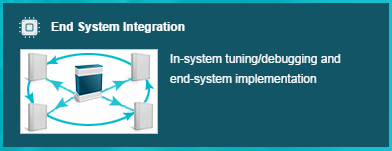 End System Integration
In-system tuning/debugging and
end-system implementation